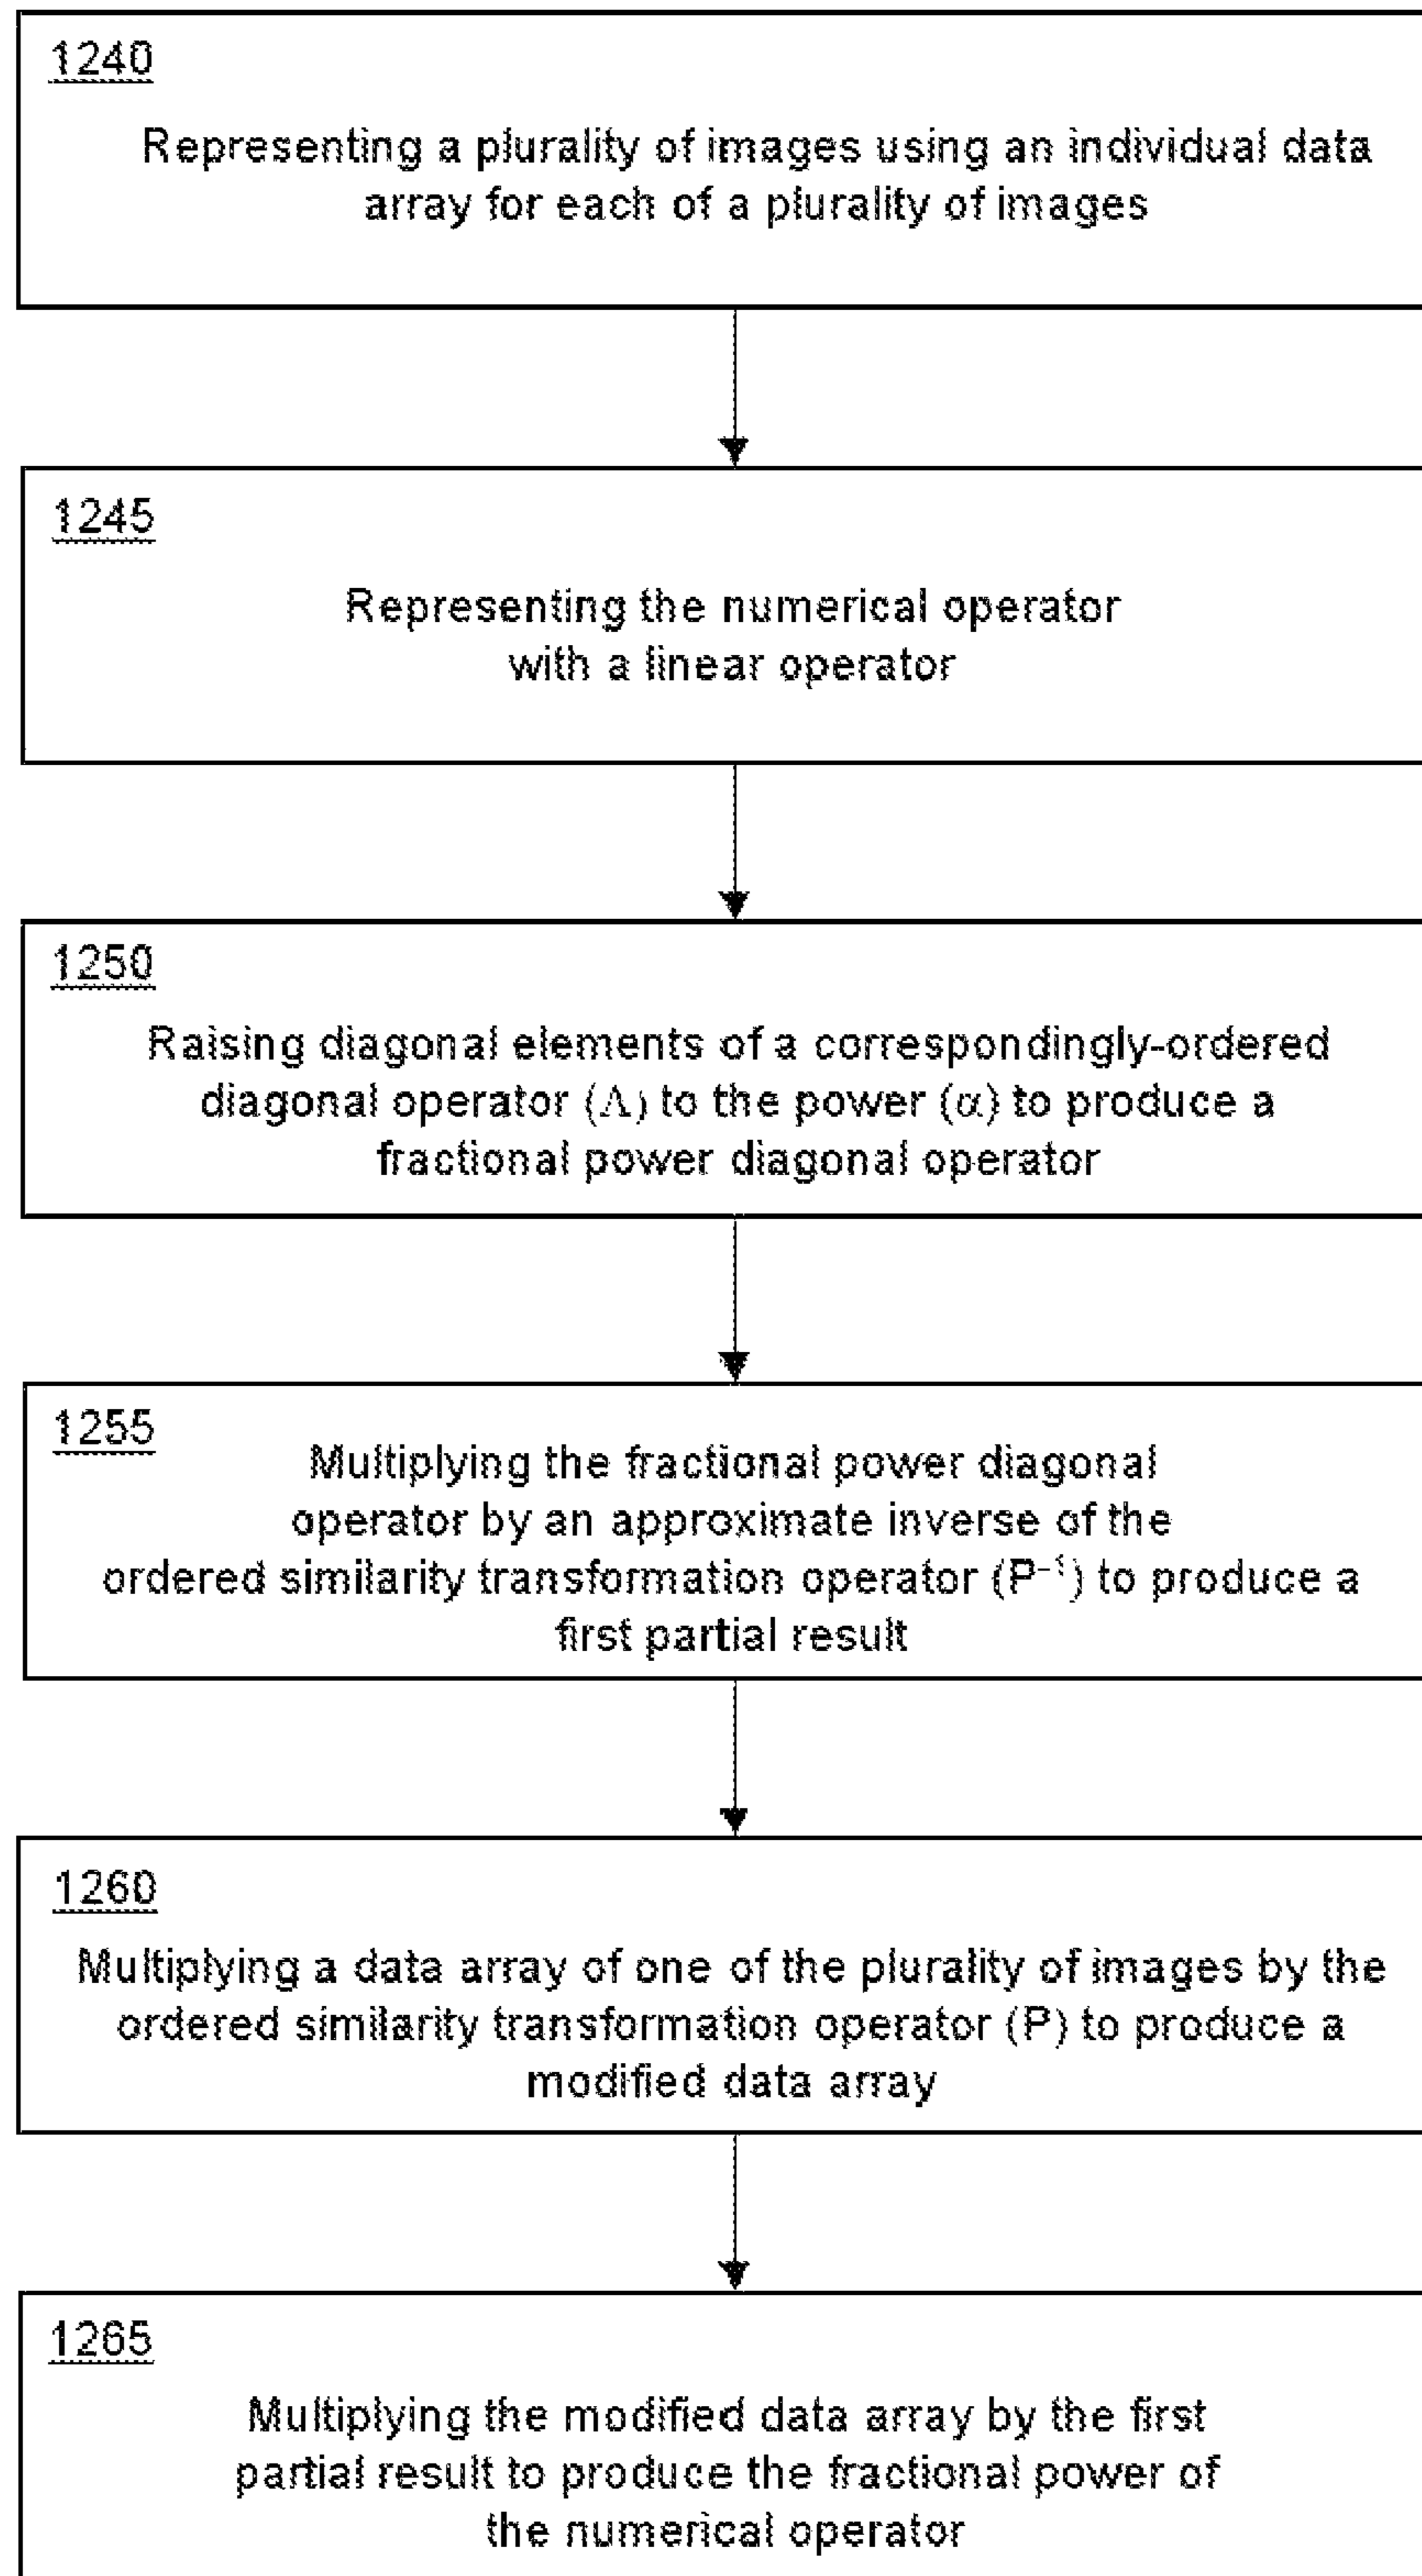 1240
Representing a plurality of images using an individual data
array for each of a plurality of images
1245
Representing the numerical operator
with a linear operator
1250
Raising diagonal elements of a correspondingly-ordered
diagonal operator (Λ) to the power (α) to produce a
fractional power diagonal operator
1255
Multiplying the fractional power diagonal
operator by an approximate inverse of the
ordered similarity transformation operator (P⁻¹) to produce a
first partial result
1260
Multiplying a data array of one of the plurality of images by the
ordered similarity transformation operator (P) to produce a
modified data array
1265
Multiplying the modified data array by the first
partial result to produce the fractional power of
the numerical operator